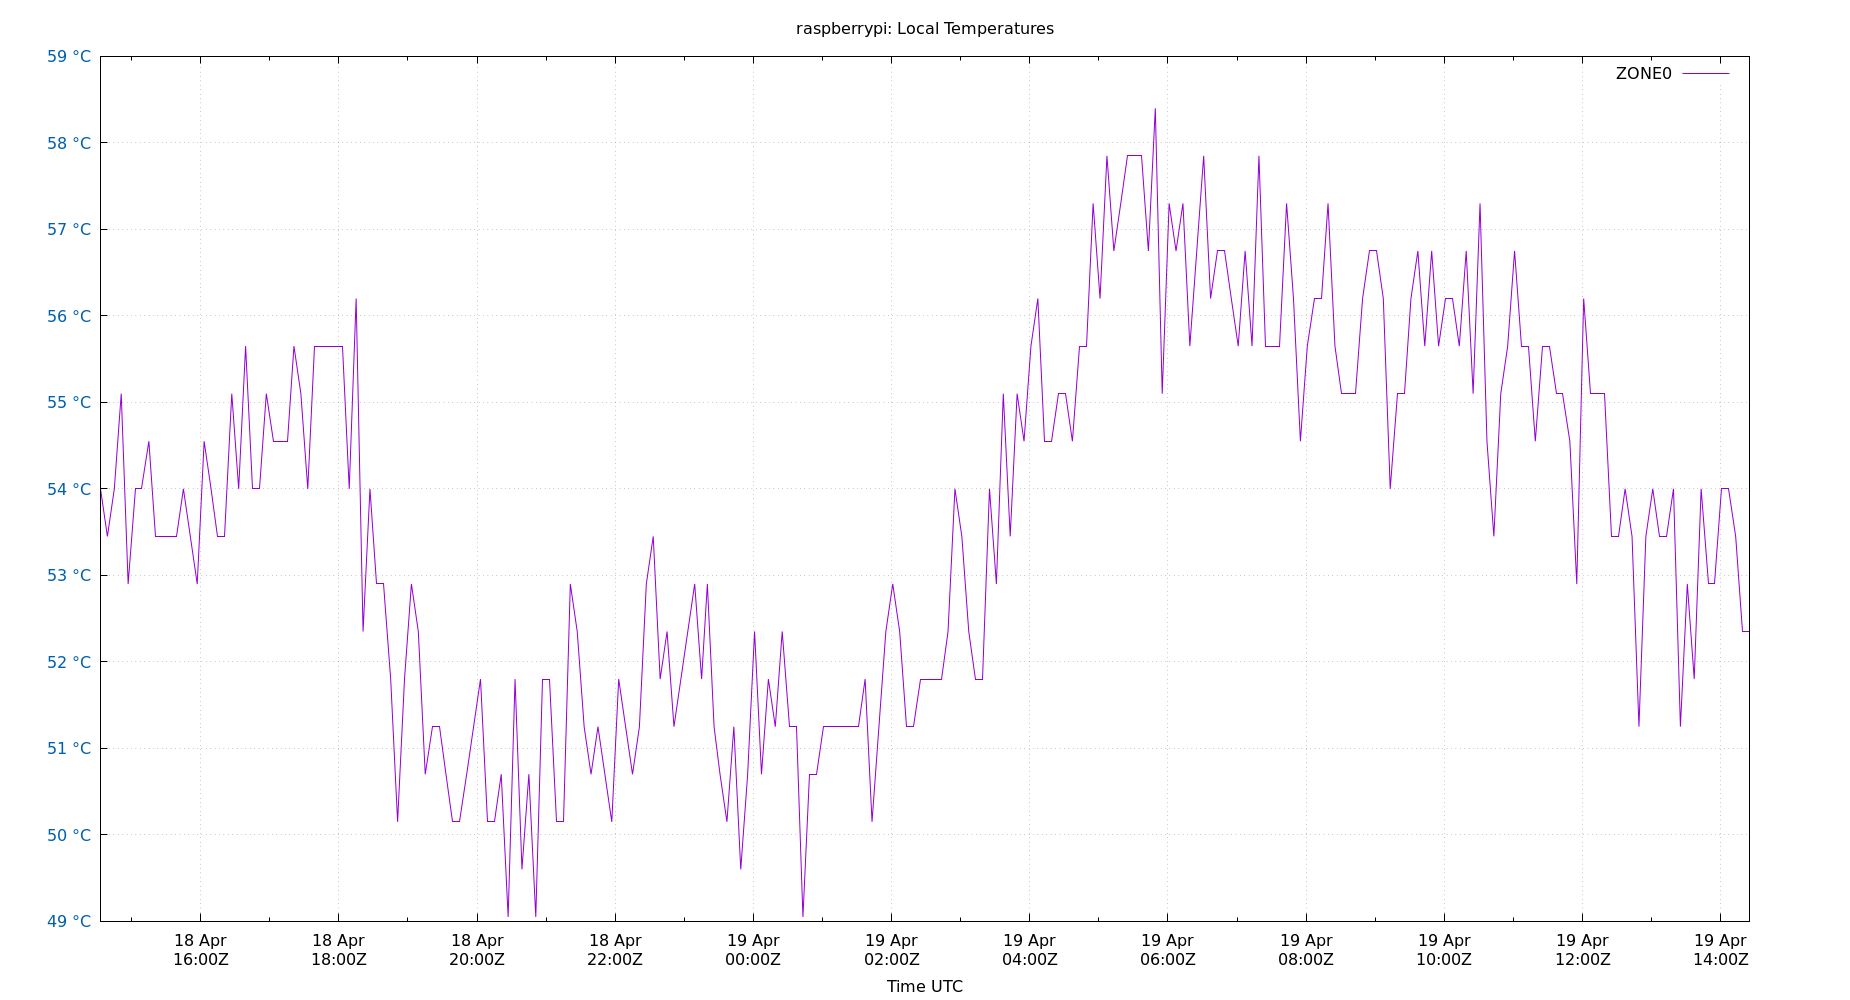 raspberrypi: Local Temperatures
ZONE0
59 °C
58 °C
57 °C
56 °C
55 °C
54 °C
53 °C
52 °C
51 °C
50 °C
49 °C
18 Apr 18 Apr 18 Apr 18 Apr 19 Apr 19 Apr 19 Apr 19 Apr 19 Apr 19 Apr 19 Apr 19 Apr
16:00Z 18:00Z 20:00Z 22:00Z 00:00Z 02:00Z 04:00Z 06:00Z 08:00Z 10:00Z 12:00Z 14:00Z
Time UTC